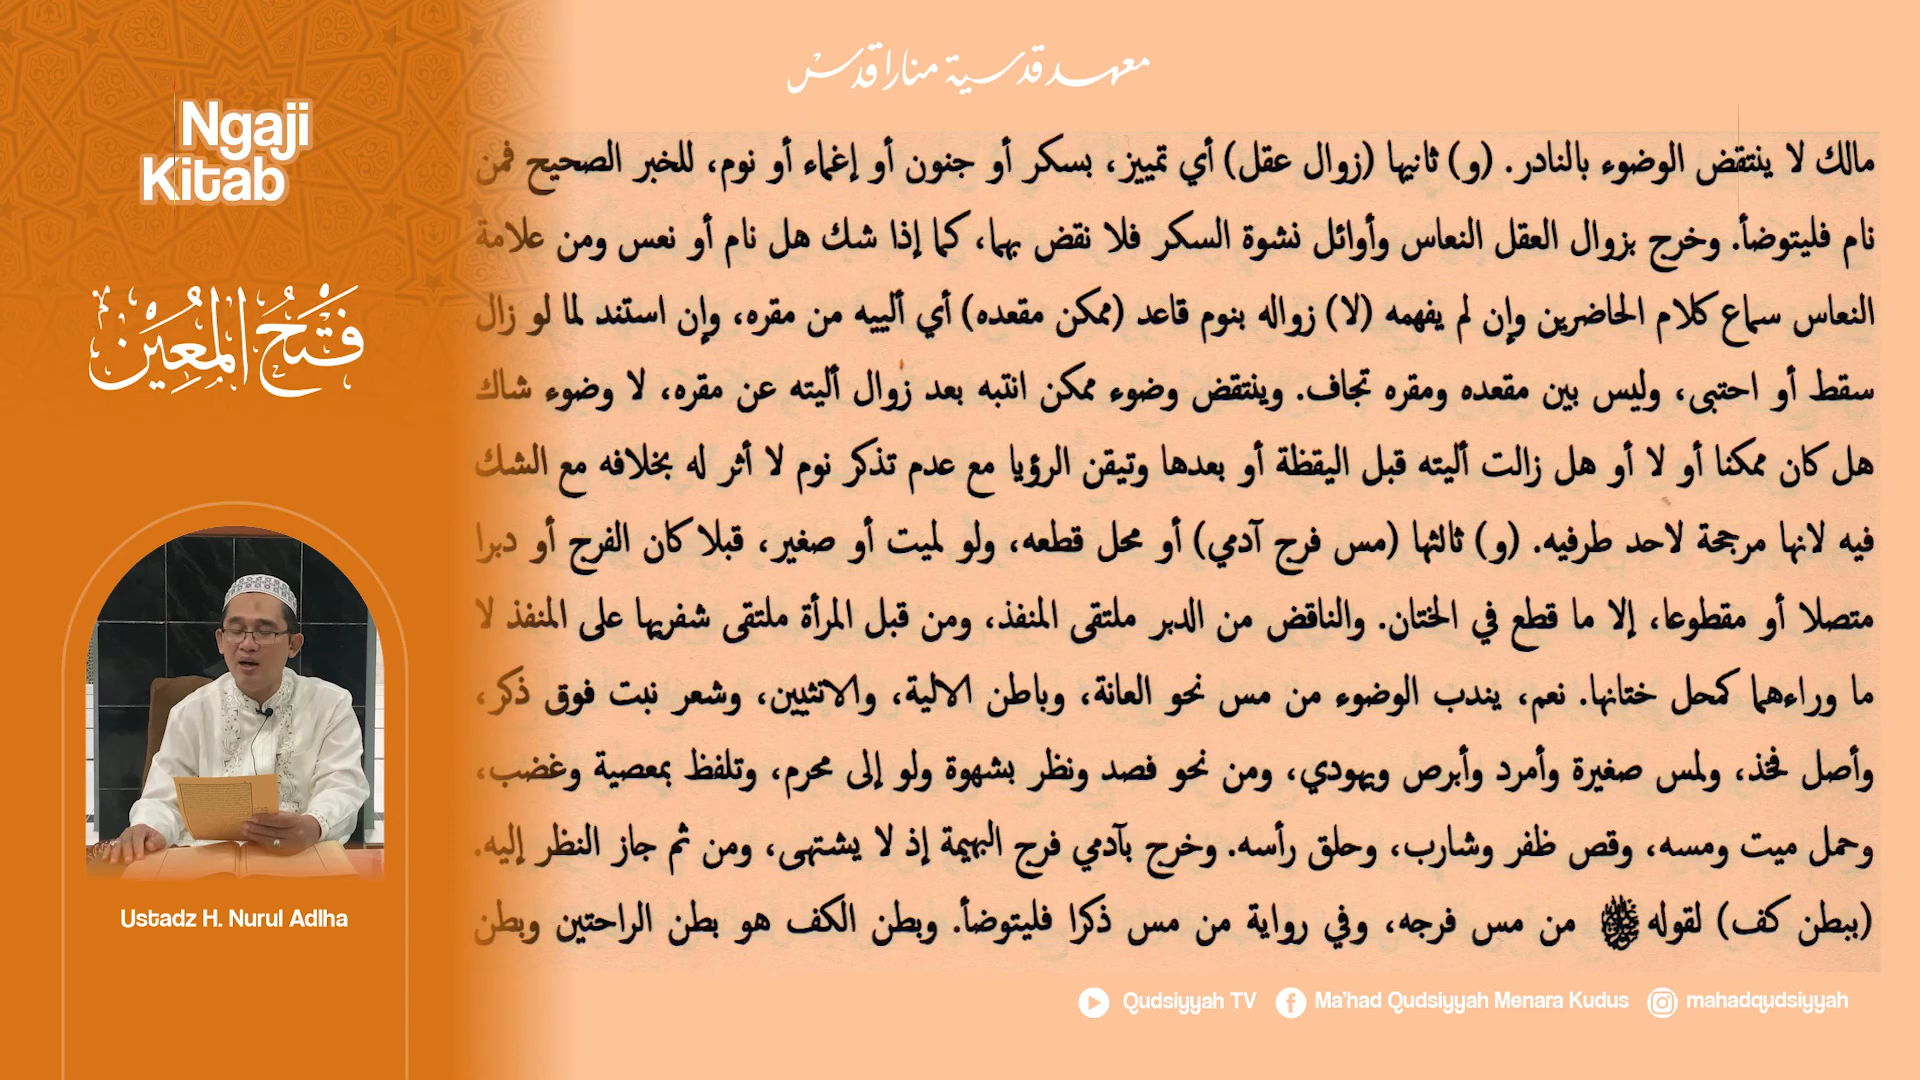 معهد قدسية منارا قدس
Ngaji
Kitab
فَتْحُ المُعِيْن
مالك لا ينتقض الوضوء بالنادر. (و) ثانيها (زوال عقل) أي تمييز، بسكر أو جنون أو إغماء أو نوم، للخبر الصحيح فمن
نام فليتوضأ. وخرج بزوال العقل النعاس وأوائل نشوة السكر فلا نقض بهما، كما إذا شك هل نام أو نعس ومن علامة
النعاس سماع كلام الحاضرين وإن لم يفهمه (لا) زواله بنوم قاعد (ممكن مقعده) أي ألييه من مقره، وإن استند لما لو زال
سقط أو احتبى، وليس بين مقعده ومقره تجاف. وينتقض وضوء ممكن انتبه بعد زوال أليته عن مقره، لا وضوء شاك
هل كان ممكنا أو لا أو هل زالت أليته قبل اليقظة أو بعدها وتيقن الرؤيا مع عدم تذكر نوم لا أثر له بخلافه مع الشك
فيه لانها مرجحة لاحد طرفيه. (و) ثالثها (مس فرج آدمي) أو محل قطعه، ولو لميت أو صغير، قبلا كان الفرج أو دبرا
متصلا أو مقطوعا، إلا ما قطع في الختان. والناقض من الدبر ملتقى المنفذ، ومن قبل المرأة ملتقى شفريها على المنفذ لا
ما وراءهما كمحل ختانها. نعم، يندب الوضوء من مس نحو العانة، وباطن الالية، والانثيين، وشعر نبت فوق ذكر،
وأصل فخذ، ولمس صغيرة وأمرد وأبرص ويهودي، ومن نحو فصد ونظر بشهوة ولو إلى محرم، وتلفظ بمعصية وغضب،
وحمل ميت ومسه، وقص ظفر وشارب، وحلق رأسه. وخرج بآدمي فرج البهيمة إذ لا يشتهى، ومن ثم جاز النظر إليه.
(ببطن كف) لقوله ﷺ من مس فرجه، وفي رواية من مس ذكرا فليتوضأ. وبطن الكف هو بطن الراحتين وبطن
Ustadz H. Nurul Adlha
Qudsiyyah TV Ma'had Qudsiyyah Menara Kudus mahadqudsiyyah